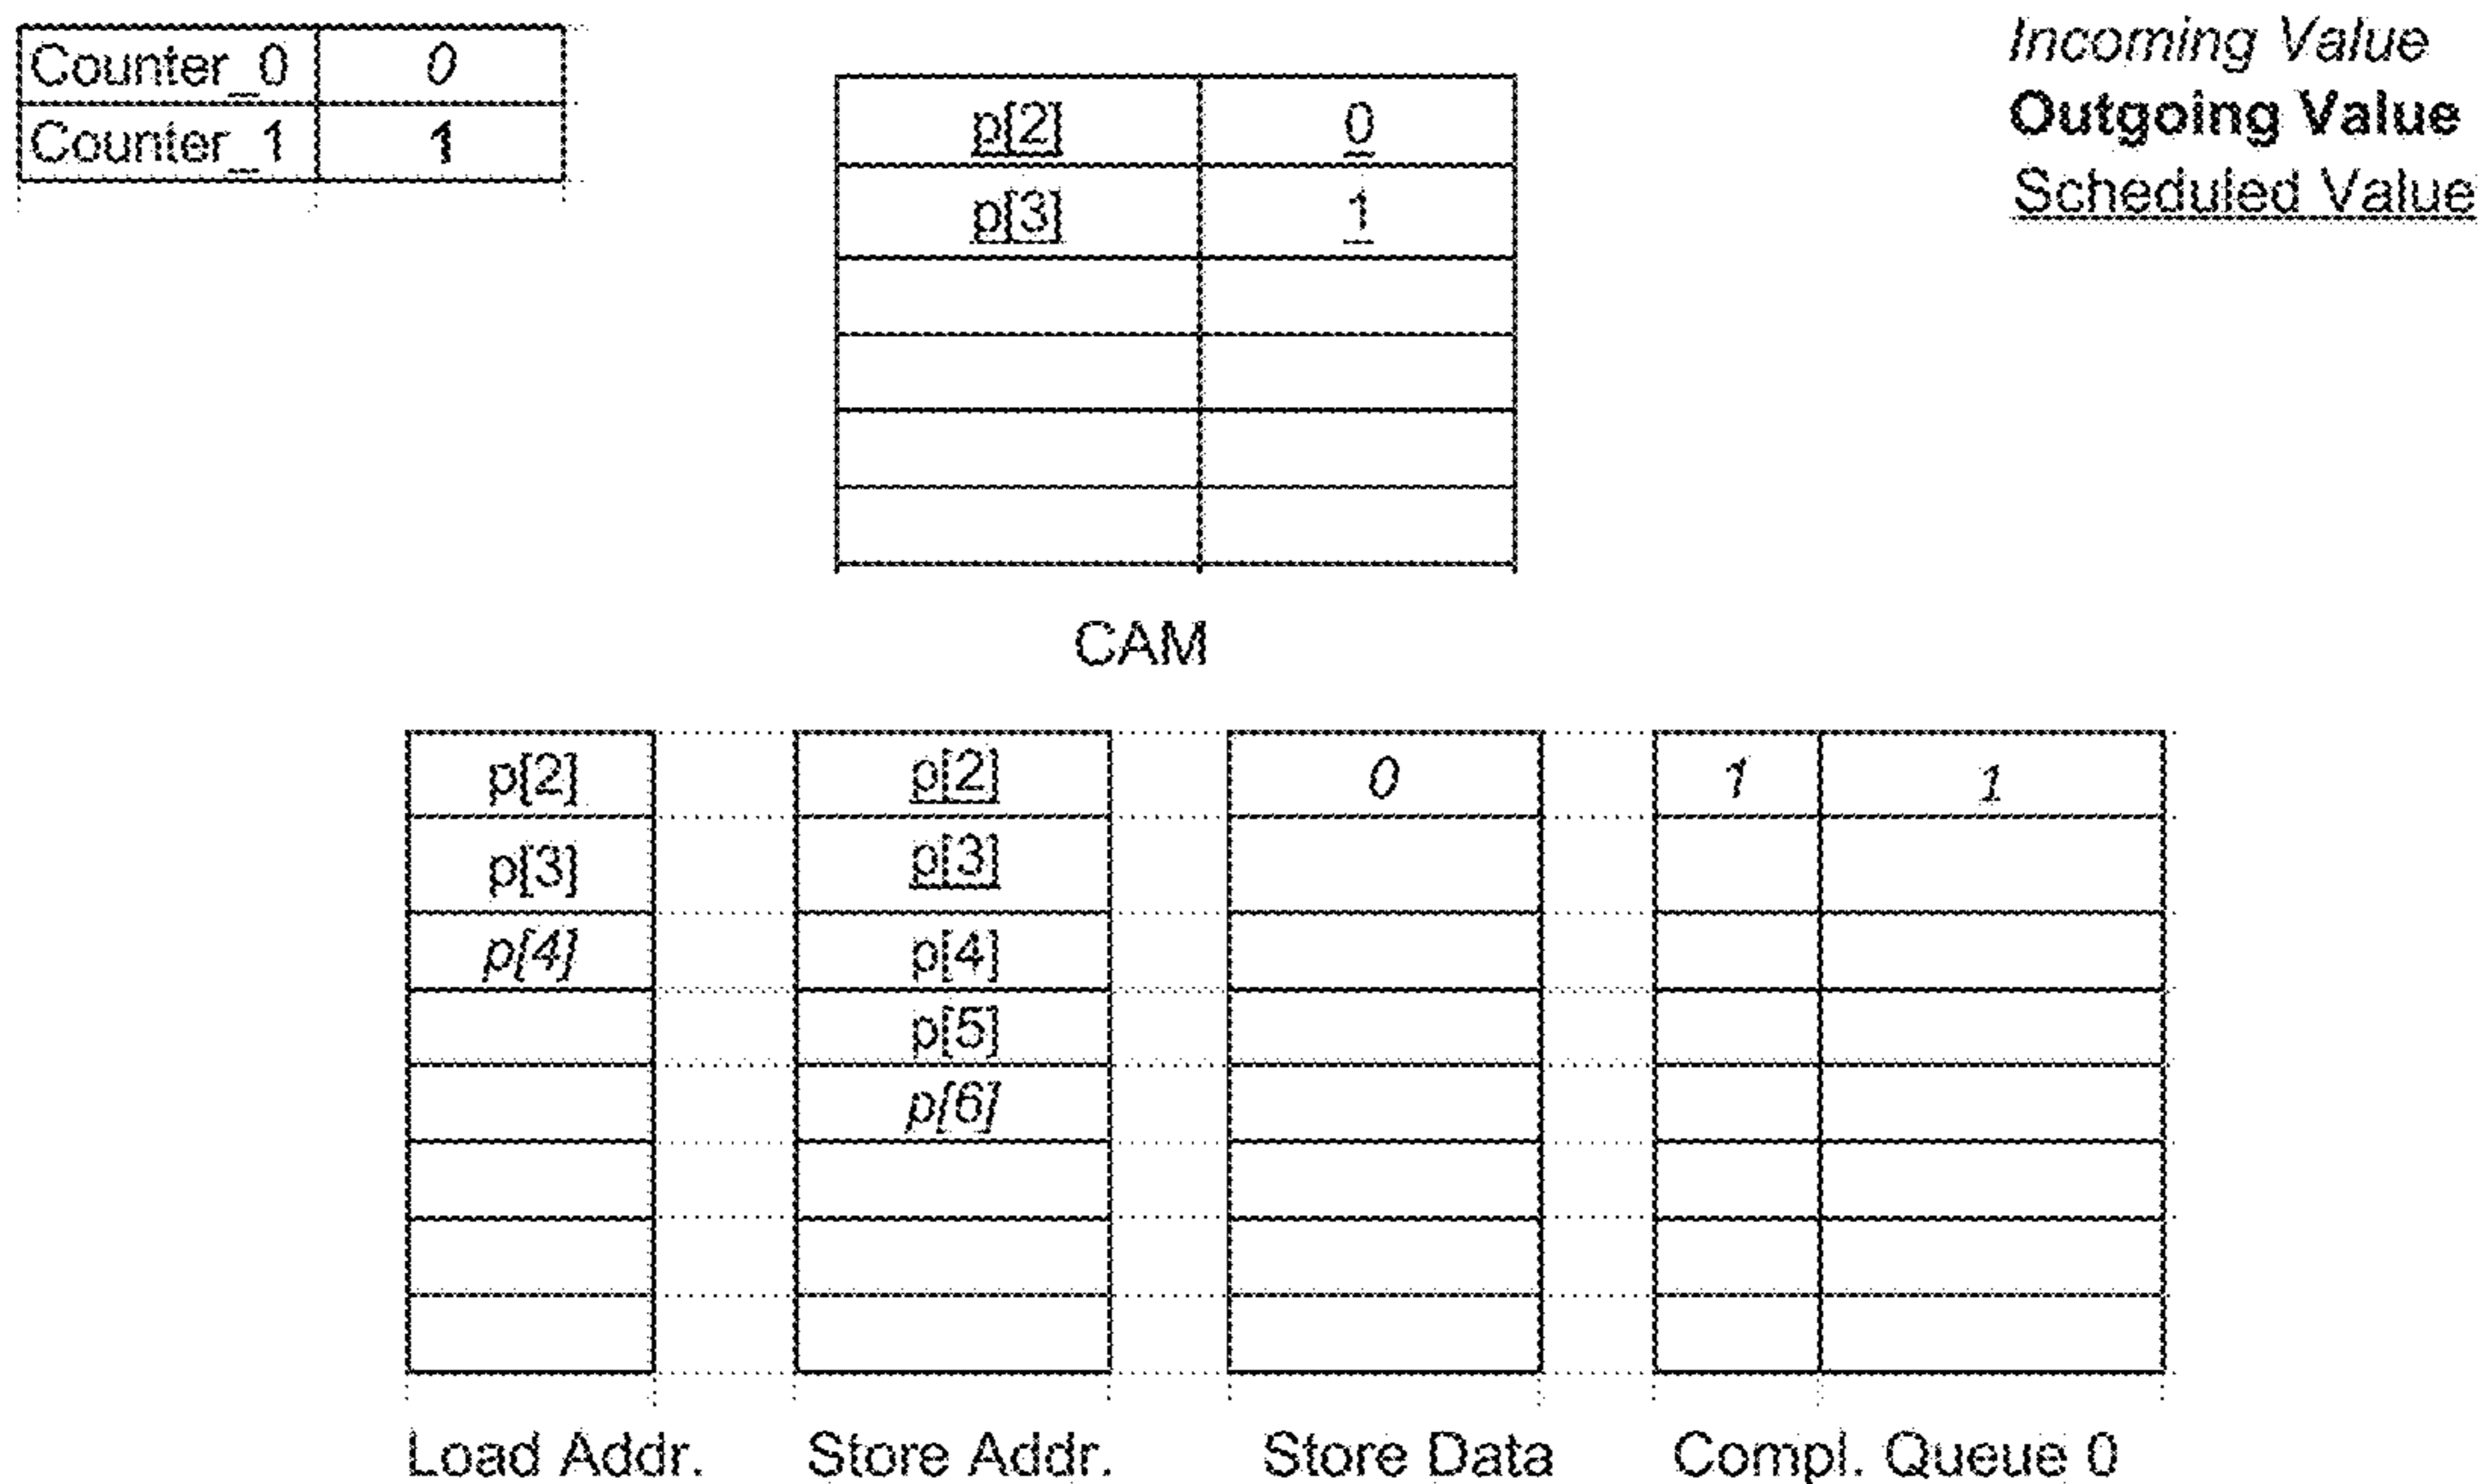 Counter_0 0
Counter_1 1
Incoming Value
Outgoing Value
Scheduled Value
p[2] 0
p[3] 1
CAM
p[2] p[2] 0 1 1
p[3] p[3]
p[4] p[4]
p[5]
p[6]
Load Addr. Store Addr. Store Data Compl. Queue 0